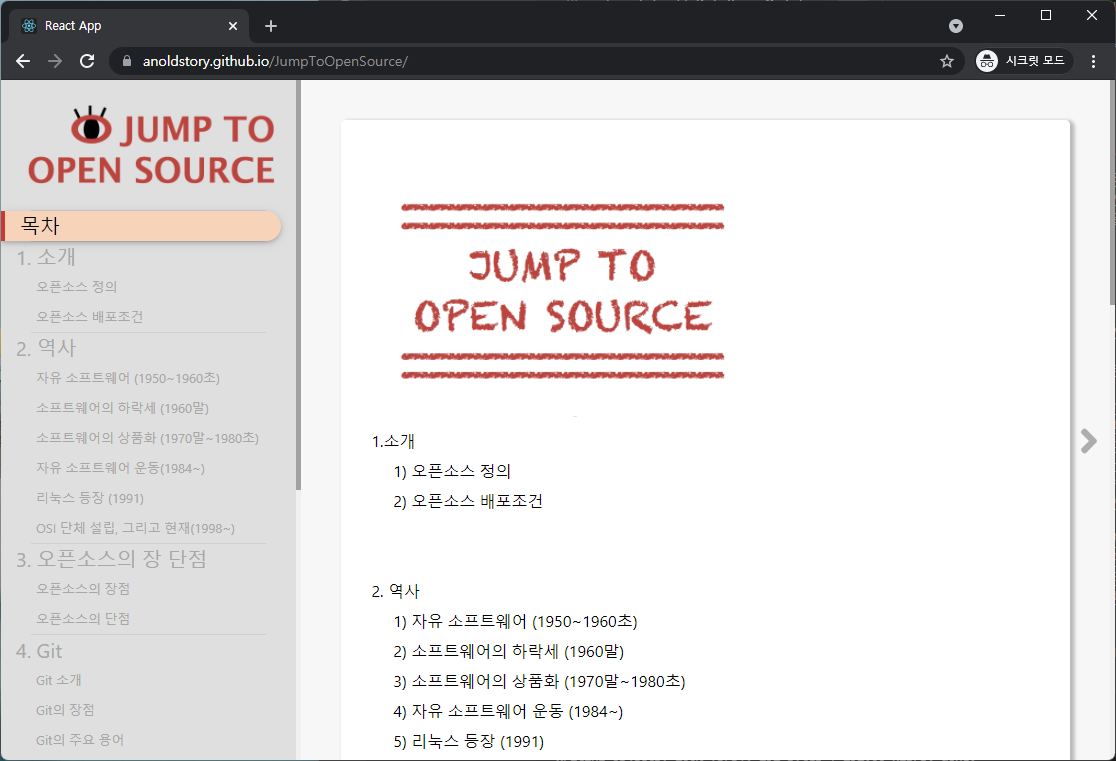 React App
anoldstory.github.io/JumpToOpenSource/
시크릿 모드
JUMP TO
OPEN SOURCE
목차
1. 소개
오픈소스 정의
오픈소스 배포조건
2. 역사
자유 소프트웨어 (1950~1960초)
소프트웨어의 하락세 (1960말)
소프트웨어의 상품화 (1970말~1980초)
자유 소프트웨어 운동(1984~)
리눅스 등장 (1991)
OSI 단체 설립, 그리고 현재(1998~)
3. 오픈소스의 장 단점
오픈소스의 장점
오픈소스의 단점
4. Git
Git 소개
Git의 장점
Git의 주요 용어
JUMP TO
OPEN SOURCE
1.소개
1) 오픈소스 정의
2) 오픈소스 배포조건
2. 역사
1) 자유 소프트웨어 (1950~1960초)
2) 소프트웨어의 하락세 (1960말)
3) 소프트웨어의 상품화 (1970말~1980초)
4) 자유 소프트웨어 운동 (1984~)
5) 리눅스 등장 (1991)